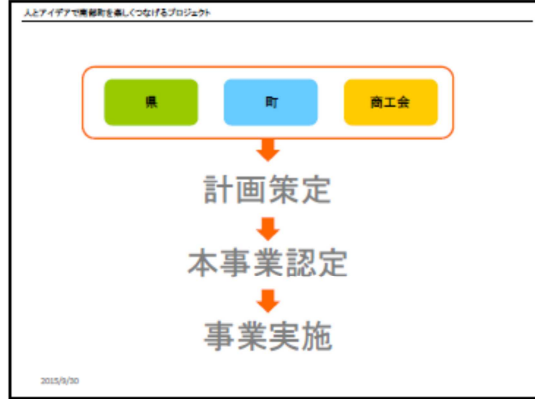 人とアイデアで南部町を楽しくつなげるプロジェクト
県
町
商工会
計画策定
本事業認定
事業実施
2015/9/30